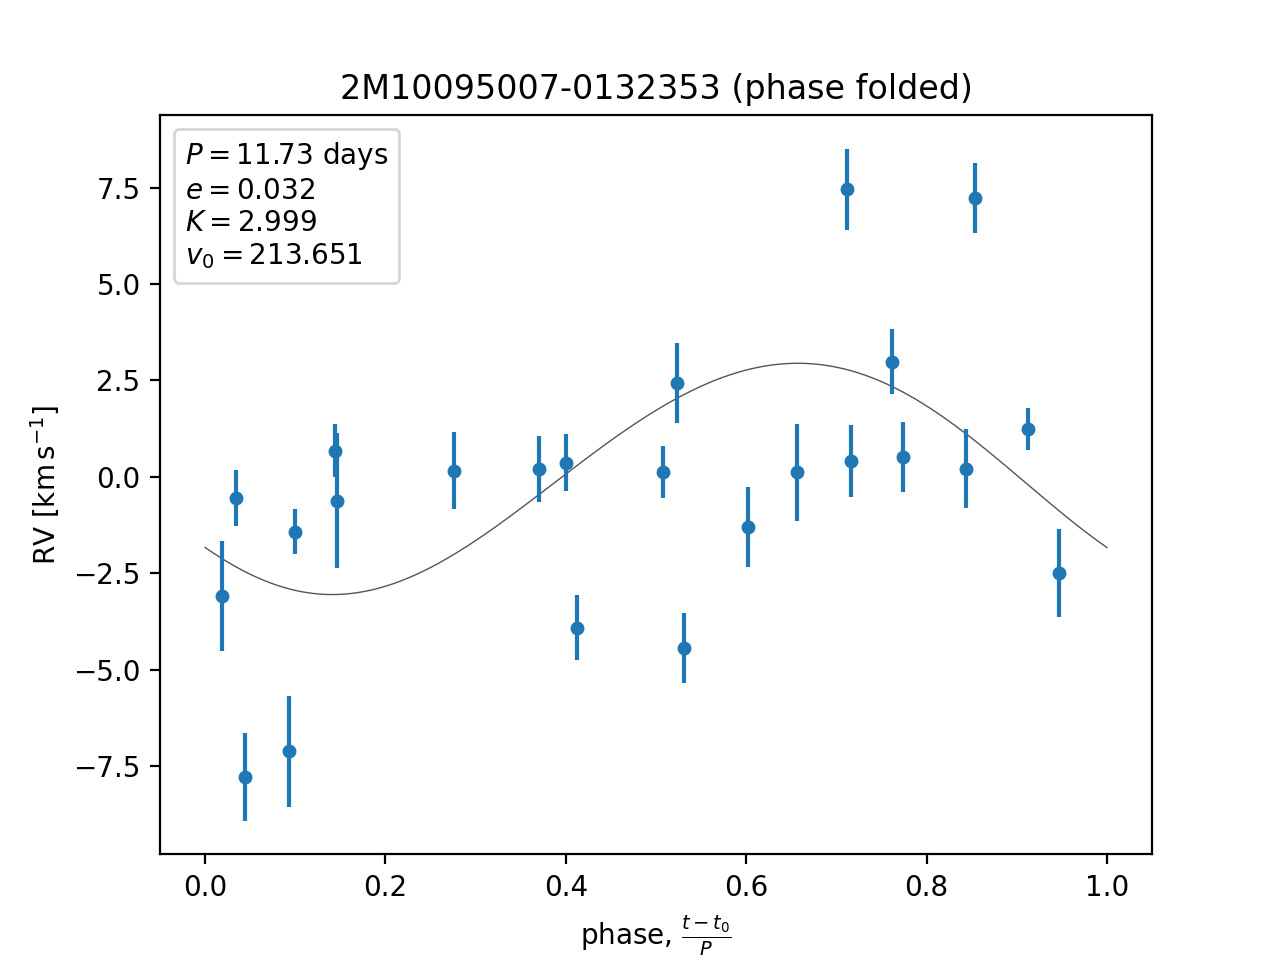 2M10095007-0132353 (phase folded)
P = 11.73 days
e = 0.032
K = 2.999
v₀ = 213.651
7.5
5.0
2.5
0.0
−2.5
−5.0
−7.5
RV [km s⁻¹]
0.0 0.2 0.4 0.6 0.8 1.0
phase, (t − t₀)/P